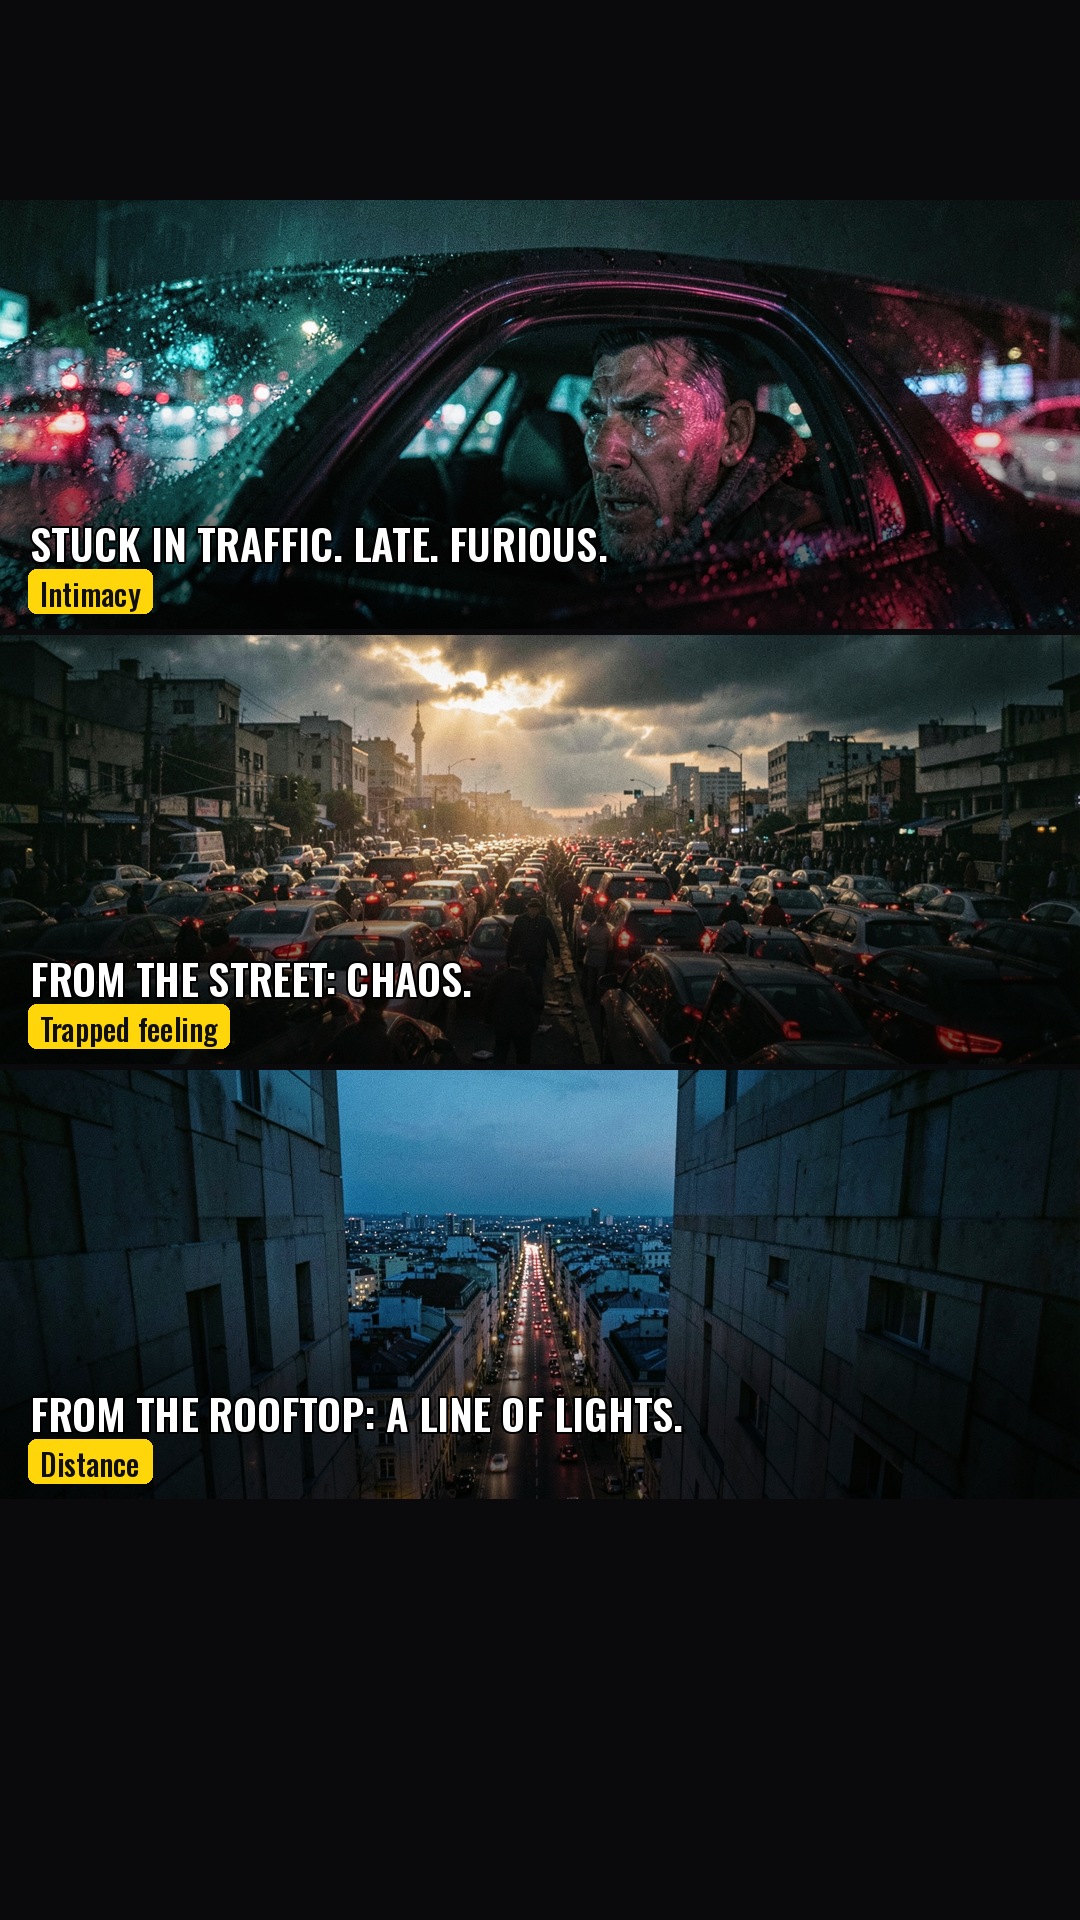 STUCK IN TRAFFIC. LATE. FURIOUS.
Intimacy
FROM THE STREET: CHAOS.
Trapped feeling
FROM THE ROOFTOP: A LINE OF LIGHTS.
Distance